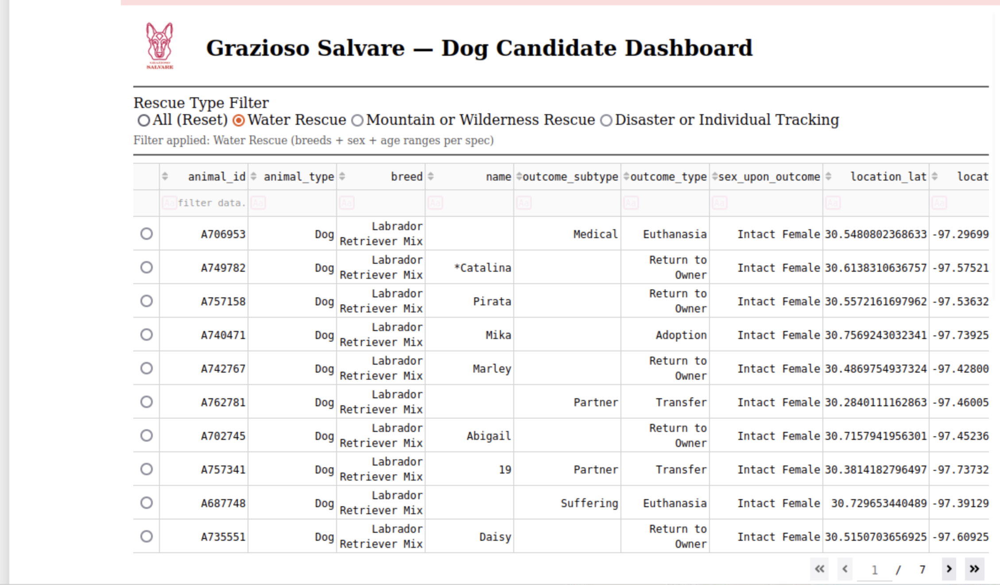 GRAZIOSO
SALVARE
Grazioso Salvare — Dog Candidate Dashboard
Rescue Type Filter
All (Reset) Water Rescue Mountain or Wilderness Rescue Disaster or Individual Tracking
Filter applied: Water Rescue (breeds + sex + age ranges per spec)
animal_id animal_type breed name outcome_subtype outcome_type sex_upon_outcome location_lat locat
Aa filter data. Aa Aa Aa Aa Aa Aa Aa Aa
A706953 Dog Labrador Retriever Mix Medical Euthanasia Intact Female 30.5480802368633 -97.29699
A749782 Dog Labrador Retriever Mix *Catalina Return to Owner Intact Female 30.6138310636757 -97.57521
A757158 Dog Labrador Retriever Mix Pirata Return to Owner Intact Female 30.5572161697962 -97.53632
A740471 Dog Labrador Retriever Mix Mika Adoption Intact Female 30.7569243032341 -97.73925
A742767 Dog Labrador Retriever Mix Marley Return to Owner Intact Female 30.4869754937324 -97.42800
A762781 Dog Labrador Retriever Mix Partner Transfer Intact Female 30.2840111162863 -97.46005
A702745 Dog Labrador Retriever Mix Abigail Return to Owner Intact Female 30.7157941956301 -97.45236
A757341 Dog Labrador Retriever Mix 19 Partner Transfer Intact Female 30.3814182796497 -97.73732
A687748 Dog Labrador Retriever Mix Suffering Euthanasia Intact Female 30.729653440489 -97.39129
A735551 Dog Labrador Retriever Mix Daisy Return to Owner Intact Female 30.5150703656925 -97.60925
« ‹ 1 / 7 › »